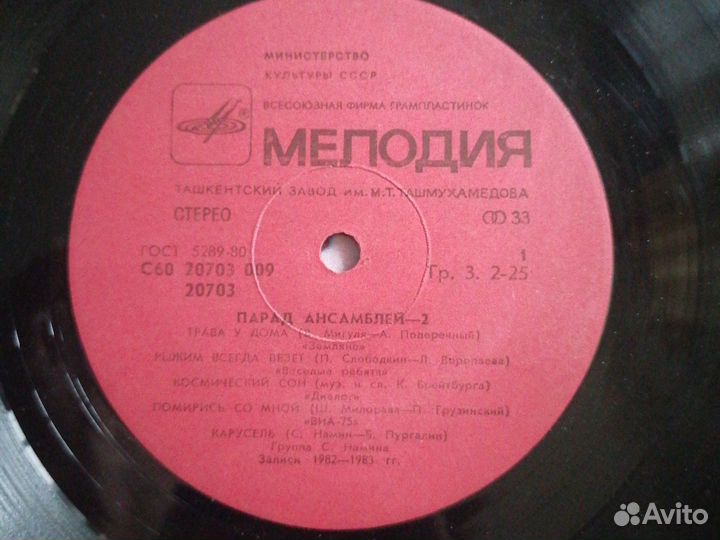 МИНИСТЕРСТВО
КУЛЬТУРЫ СССР
ВСЕСОЮЗНАЯ ФИРМА ГРАМПЛАСТИНОК
МЕЛОДИЯ
ТАШКЕНТСКИЙ ЗАВОД ИМ. М.Т. ТАШМУХАМЕДОВА
СТЕРЕО 33
ГОСТ 5289-80 1
С60 20703 009 Гр. 3. 2-25
20703
ПАРАД АНСАМБЛЕЙ—2
ТРАВА У ДОМА (В. Мигуля—А. Поперечный)
«Земляне»
РЫЖИМ ВСЕГДА ВЕЗЕТ (П. Слободкин—Л. Воропаева)
«Веселые ребята»
КОСМИЧЕСКИЙ СОН (муз. и сл. К. Брейтбурга)
«Диалог»
ПОМИРИСЬ СО МНОЙ (Ш. Милорава—П. Грузинский)
«ВИА-75»
КАРУСЕЛЬ (С. Намин—Б. Пургалин)
Группа С. Намина
Записи 1982—1983 гг.
Avito